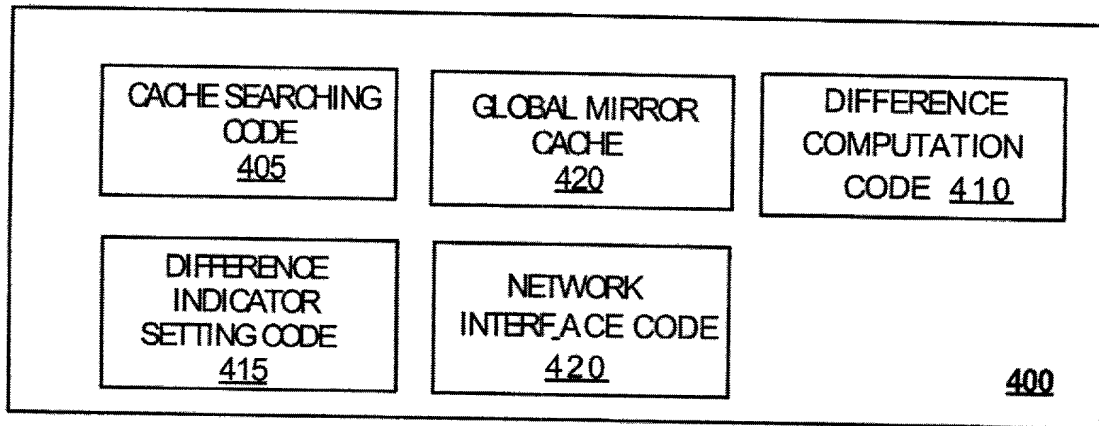 CACHE SEARCHING
CODE
405
GLOBAL MIRROR
CACHE
420
DIFFERENCE
COMPUTATION
CODE 410
DIFFERENCE
INDICATOR
SETTING CODE
415
NETWORK
INTERF_ACE CODE
420
400